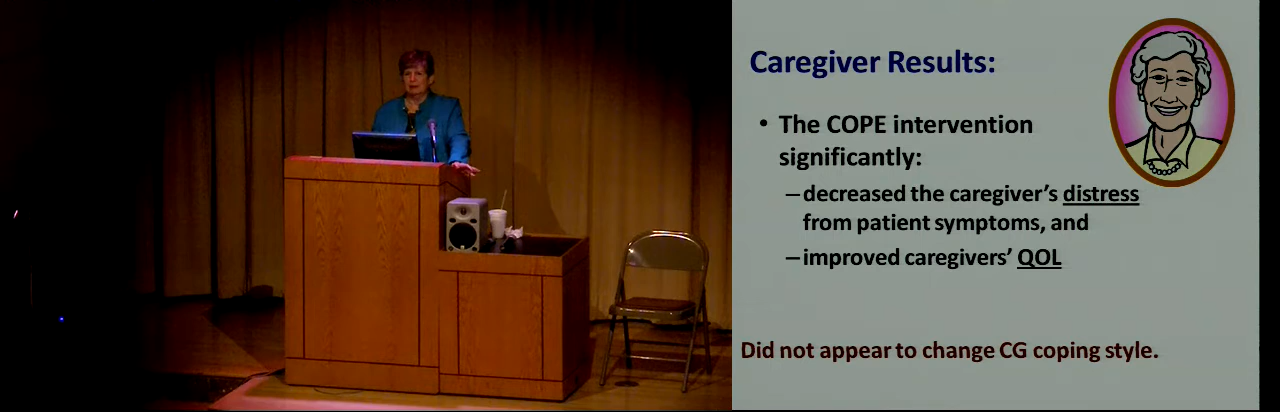 Caregiver Results:
• The COPE intervention
significantly:
–decreased the caregiver's distress
from patient symptoms, and
–improved caregivers' QOL
Did not appear to change CG coping style.